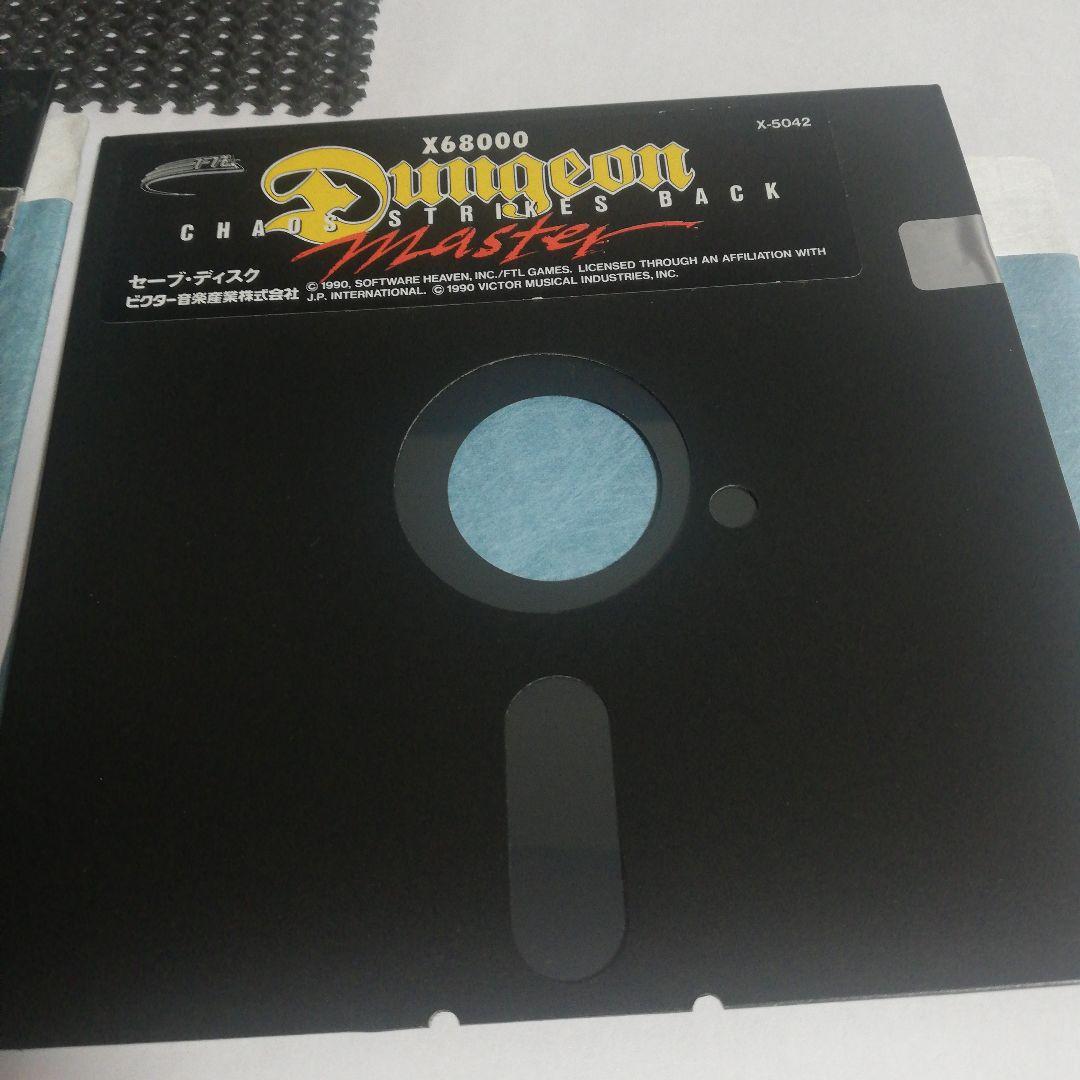 X68000
X-5042
FTL
Dungeon
CHAOS STRIKES BACK
Master
セーブ・ディスク
ビクター音楽産業株式会社
© 1990, SOFTWARE HEAVEN, INC./FTL GAMES. LICENSED THROUGH AN AFFILIATION WITH
J.P. INTERNATIONAL. © 1990 VICTOR MUSICAL INDUSTRIES, INC.